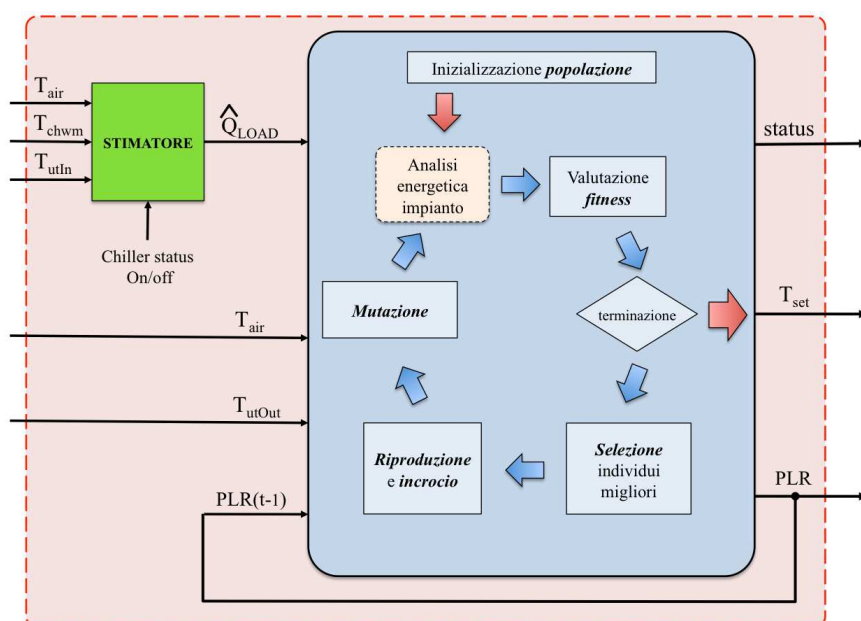 Inizializzazione popolazione
T_air
T_chwm
T_utIn
STIMATORE
Q̂_LOAD
Chiller status
On/off
Analisi
energetica
impianto
Valutazione
fitness
status
Mutazione
terminazione
T_set
T_air
T_utOut
Riproduzione
e incrocio
Selezione
individui
migliori
PLR
PLR(t-1)